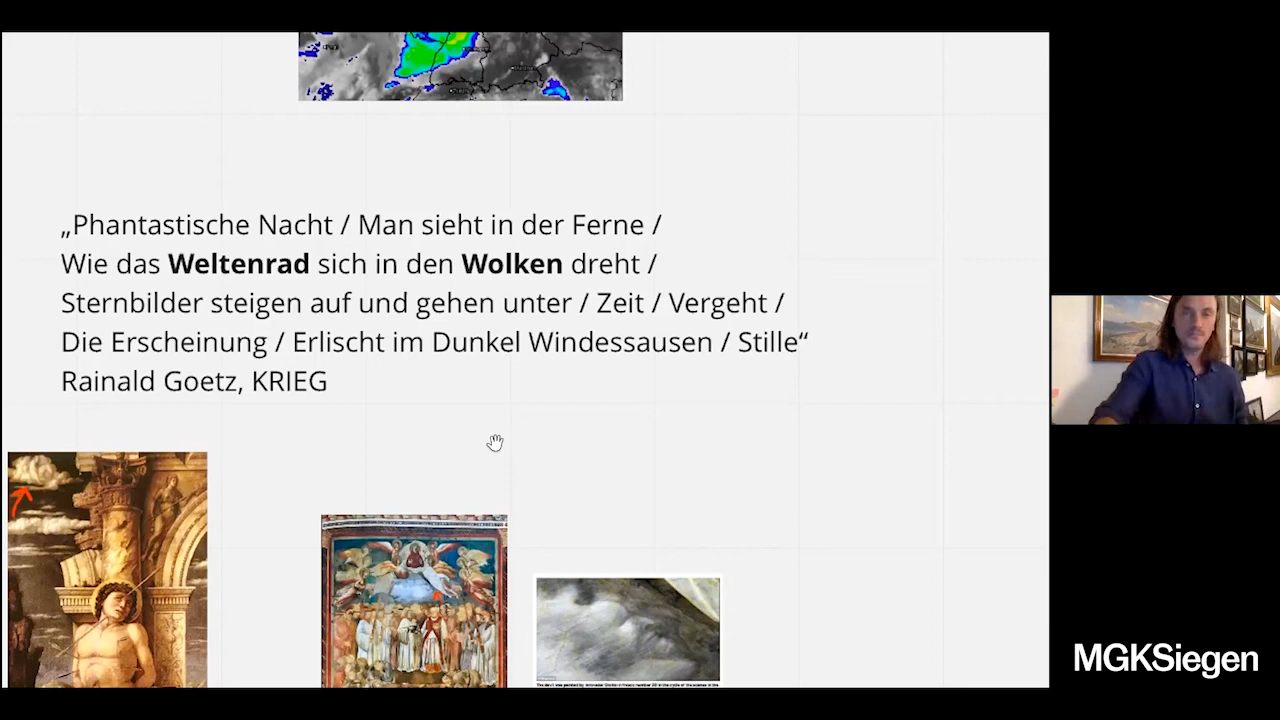 „Phantastische Nacht / Man sieht in der Ferne /
Wie das Weltenrad sich in den Wolken dreht /
Sternbilder steigen auf und gehen unter / Zeit / Vergeht /
Die Erscheinung / Erlischt im Dunkel Windessausen / Stille“
Rainald Goetz, KRIEG
MGKSiegen